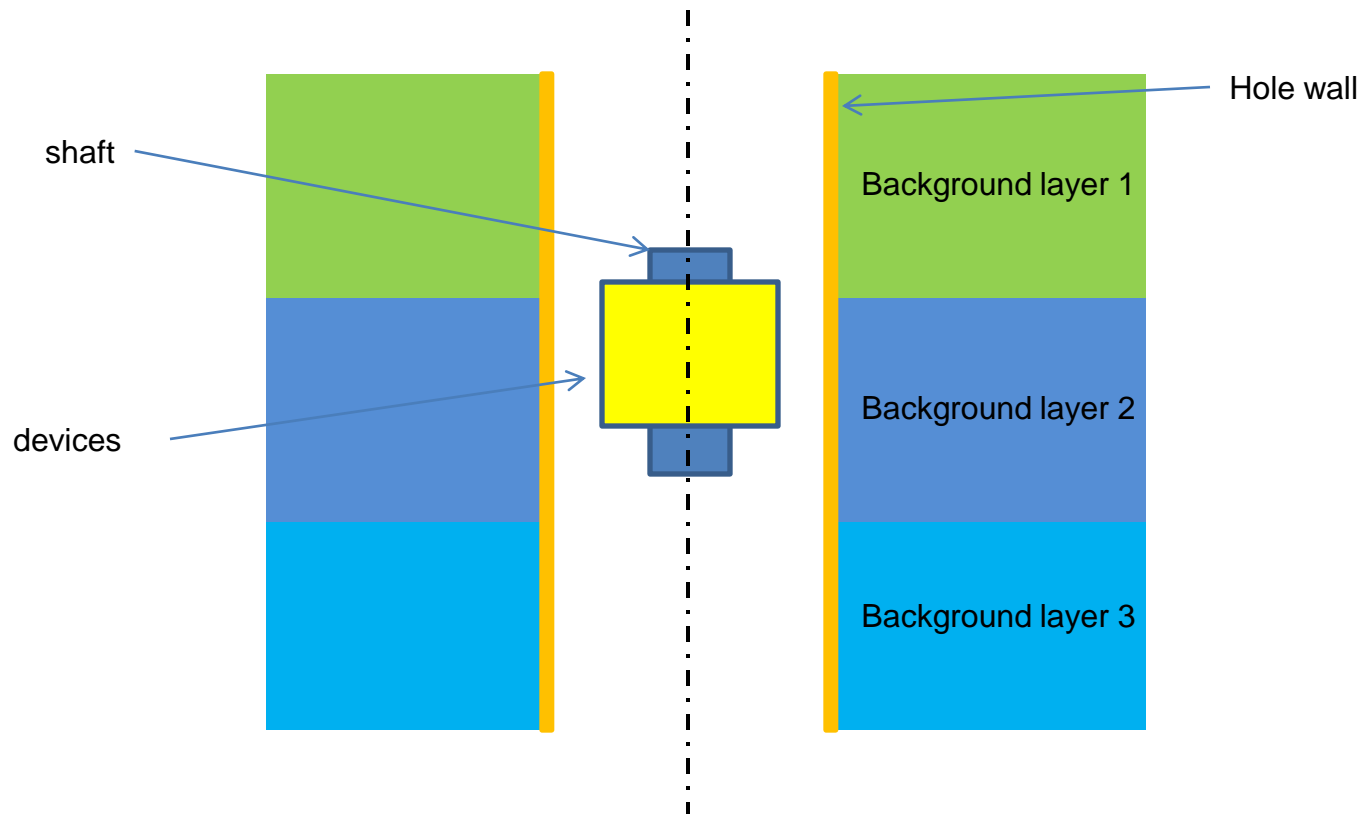 Hole wall
shaft
Background layer 1
Background layer 2
devices
Background layer 3